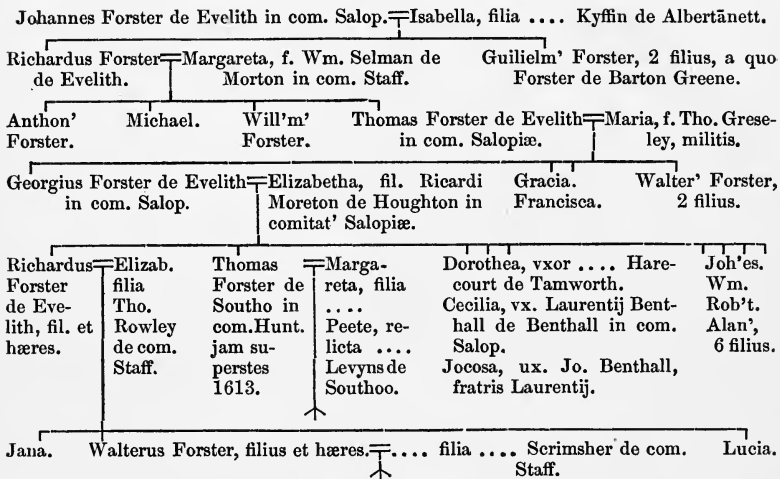 Johannes Forster de Evelith in com. Salop.=Isabella, filia .... Kyffin de Albertānett.
Richardus Forster=Margareta, f. Wm. Selman de
de Evelith. Morton in com. Staff.
Guilielm' Forster, 2 filius, a quo
Forster de Barton Greene.
Anthon'
Forster.
Michael.
Will'm'
Forster.
Thomas Forster de Evelith=Maria, f. Tho. Grese-
in com. Salopiæ. ley, militis.
Georgius Forster de Evelith=Elizabetha, fil. Ricardi
in com. Salop. Moreton de Houghton in
comitat' Salopiæ.
Gracia.
Francisca.
Walter' Forster,
2 filius.
Richardus=Elizab.
Forster filia
de Eve- Tho.
lith, fil. et Rowley
hæres. de com.
Staff.
Thomas =Marga-
Forster de reta, filia
Southo in ....
com.Hunt. Peete, re-
jam su- licta ....
perstes Levyns de
1613. Southoo.
Dorothea, vxor .... Hare-
court de Tamworth.
Cecilia, vx. Laurentij Bent-
hall de Benthall in com.
Salop.
Jocosa, ux. Jo. Benthall,
fratris Laurentij.
Joh'es.
Wm.
Rob't.
Alan',
6 filius.
Jana. Walterus Forster, filius et hæres.=.... filia .... Scrimsher de com. Lucia.
Staff.